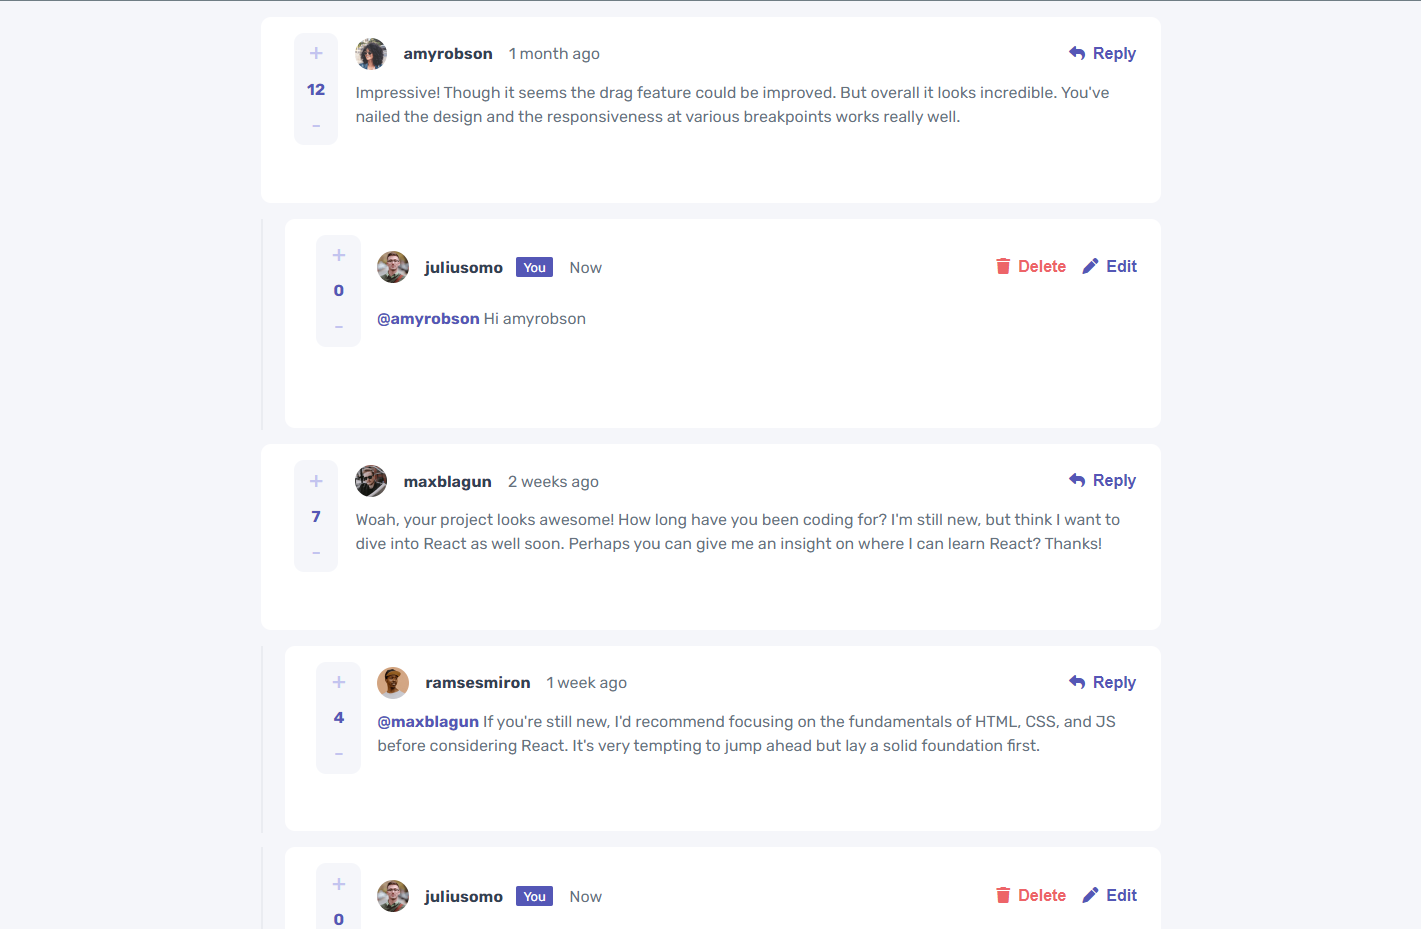 +
amyrobson 1 month ago Reply
12
Impressive! Though it seems the drag feature could be improved. But overall it looks incredible. You've
nailed the design and the responsiveness at various breakpoints works really well.
-
+
juliusomo You Now Delete Edit
0
@amyrobson Hi amyrobson
-
+
maxblagun 2 weeks ago Reply
7
Woah, your project looks awesome! How long have you been coding for? I'm still new, but think I want to
dive into React as well soon. Perhaps you can give me an insight on where I can learn React? Thanks!
-
+
ramsesmiron 1 week ago Reply
4
@maxblagun If you're still new, I'd recommend focusing on the fundamentals of HTML, CSS, and JS
before considering React. It's very tempting to jump ahead but lay a solid foundation first.
-
+
juliusomo You Now Delete Edit
0